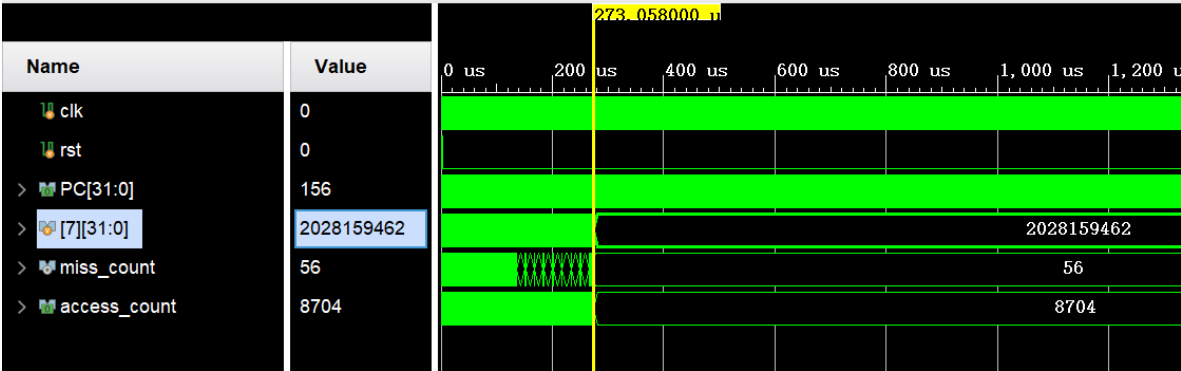 273.058000 u
Name Value
0 us 200 us 400 us 600 us 800 us 1,000 us 1,200 u
clk 0
rst 0
PC[31:0] 156
[7][31:0] 2028159462 2028159462
miss_count 56 56
access_count 8704 8704